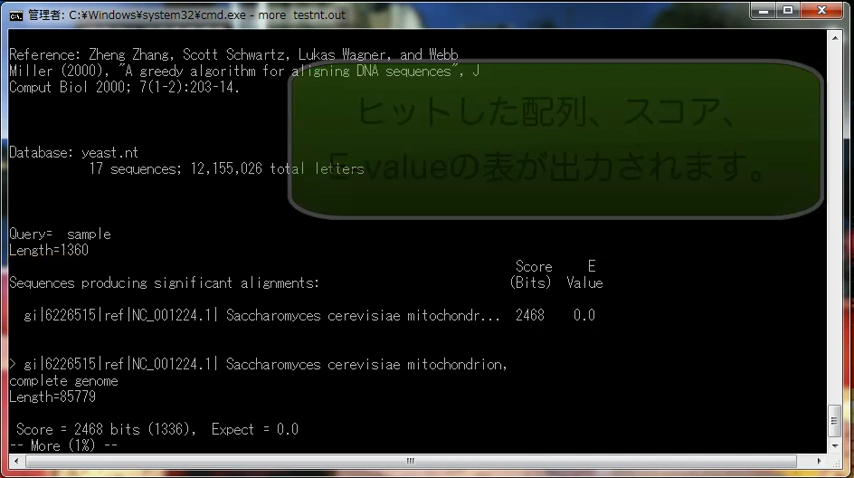 管理者: C:¥Windows¥system32¥cmd.exe - more testnt.out
Reference: Zheng Zhang, Scott Schwartz, Lukas Wagner, and Webb
Miller (2000), "A greedy algorithm for aligning DNA sequences", J
Comput Biol 2000; 7(1-2):203-14.
ヒットした配列、スコア、
E-valueの表が出力されます。
Database: yeast.nt
17 sequences; 12,155,026 total letters
Query= sample
Length=1360
Score E
Sequences producing significant alignments: (Bits) Value
gi|6226515|ref|NC_001224.1| Saccharomyces cerevisiae mitochondr... 2468 0.0
> gi|6226515|ref|NC_001224.1| Saccharomyces cerevisiae mitochondrion,
complete genome
Length=85779
Score = 2468 bits (1336), Expect = 0.0
-- More (1%) --